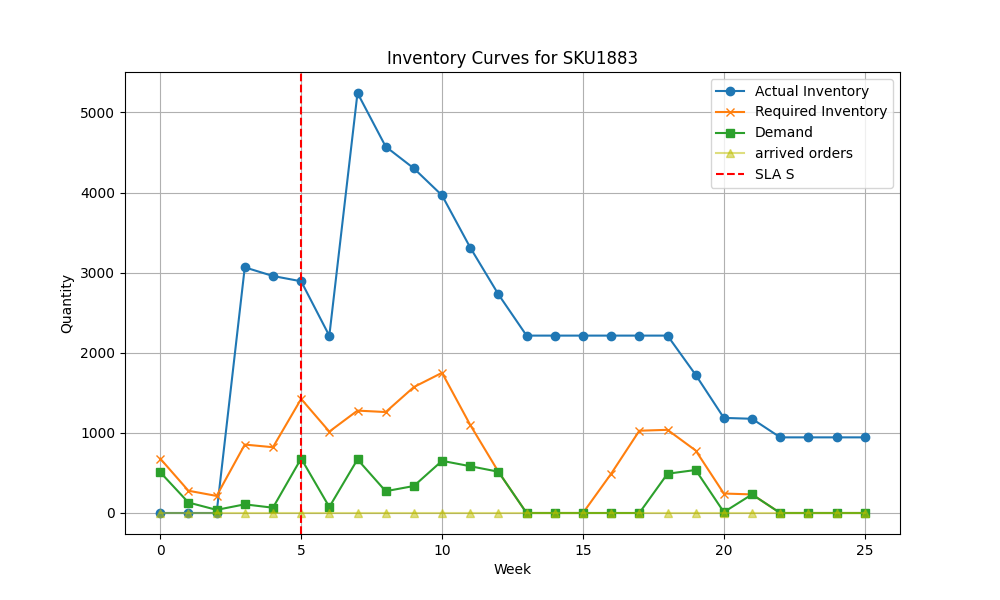 Inventory Curves for SKU1883
Actual Inventory
Required Inventory
Demand
arrived orders
SLA S
Quantity
5000
4000
3000
2000
1000
0
0 5 10 15 20 25
Week